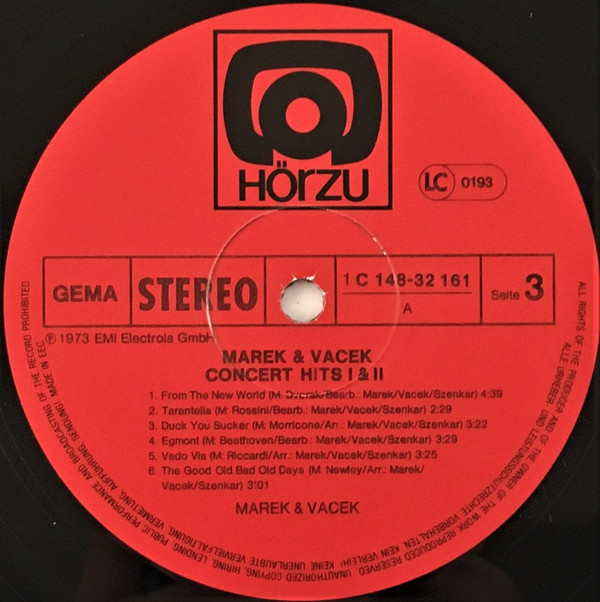 HÖRZU
LC 0193
GEMA STEREO 1 C 148-32 161 Seite 3
A
℗ 1973 EMI Electrola GmbH
MAREK & VACEK
CONCERT HITS I & II
1. From The New World (M: Dvorak/Bearb.: Marek/Vacek/Szenkar) 4:39
2. Tarantella (M: Rossini/Bearb.: Marek/Vacek/Szenkar) 2:29
3. Duck You Sucker (M: Morricone/Arr.: Marek/Vacek/Szenkar) 3:22
4. Egmont (M: Beethoven/Bearb.: Marek/Vacek/Szenkar) 3:29
5. Vado Via (M: Riccardi/Arr.: Marek/Vacek/Szenkar) 3:25
6. The Good Old Bad Old Days (M: Newley/Arr.: Marek/
Vacek/Szenkar) 3:01
MAREK & VACEK
ALL RIGHTS OF THE PRODUCER AND OF THE OWNER OF THE WORK REPRODUCED RESERVED. UNAUTHORIZED COPYING, HIRING, LENDING, PUBLIC PERFORMANCE AND BROADCASTING OF THE RECORD PROHIBITED
ALLE URHEBER- UND LEISTUNGSSCHUTZRECHTE VORBEHALTEN. KEIN VERLEIH! KEINE UNERLAUBTE VERVIELFÄLTIGUNG, VERMIETUNG, AUFFÜHRUNG, SENDUNG! MADE IN EEC.